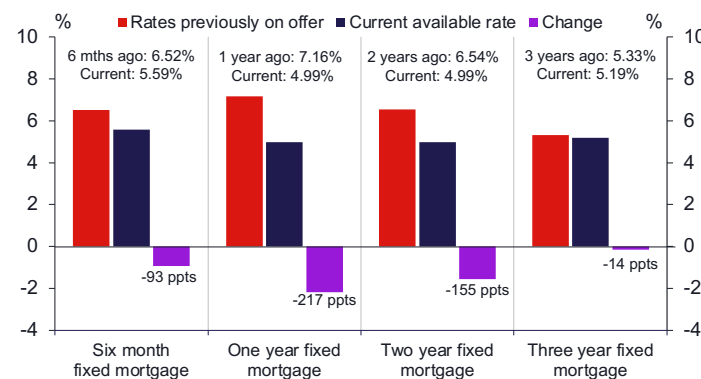 % Rates previously on offer Current available rate Change %
10 10
6 mths ago: 6.52% 1 year ago: 7.16% 2 years ago: 6.54% 3 years ago: 5.33%
Current: 5.59% Current: 4.99% Current: 4.99% Current: 5.19%
8 8
6 6
4 4
2 2
0 0
-14 ppts
-93 ppts
-2 -2
-217 ppts -155 ppts
-4 -4
Six month One year fixed Two year fixed Three year fixed
fixed mortgage mortgage mortgage mortgage